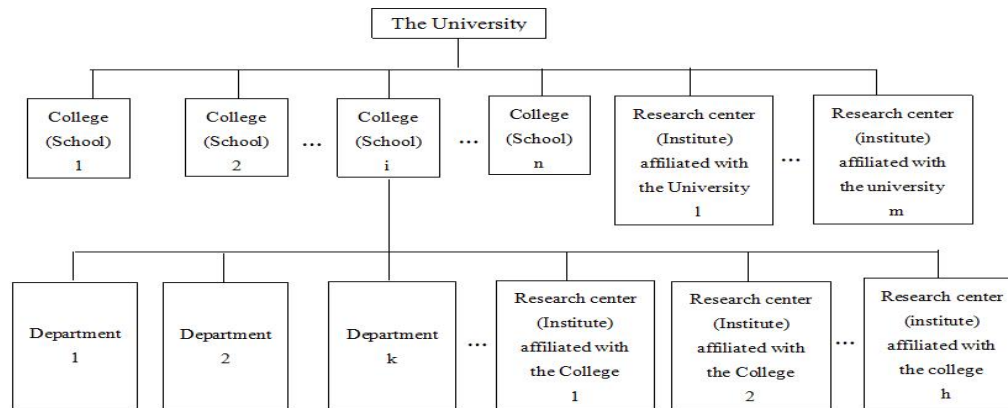 The University
College
(School)
1
College
(School)
2
...
College
(School)
i
...
College
(School)
n
Research center
(Institute)
affiliated with
the University
1
...
Research center
(institute)
affiliated with
the university
m
Department
1
Department
2
Department
k
...
Research center
(Institute)
affiliated with
the College
1
Research center
(Institute)
affiliated with
the College
2
...
Research center
(institute)
affiliated with
the college
h